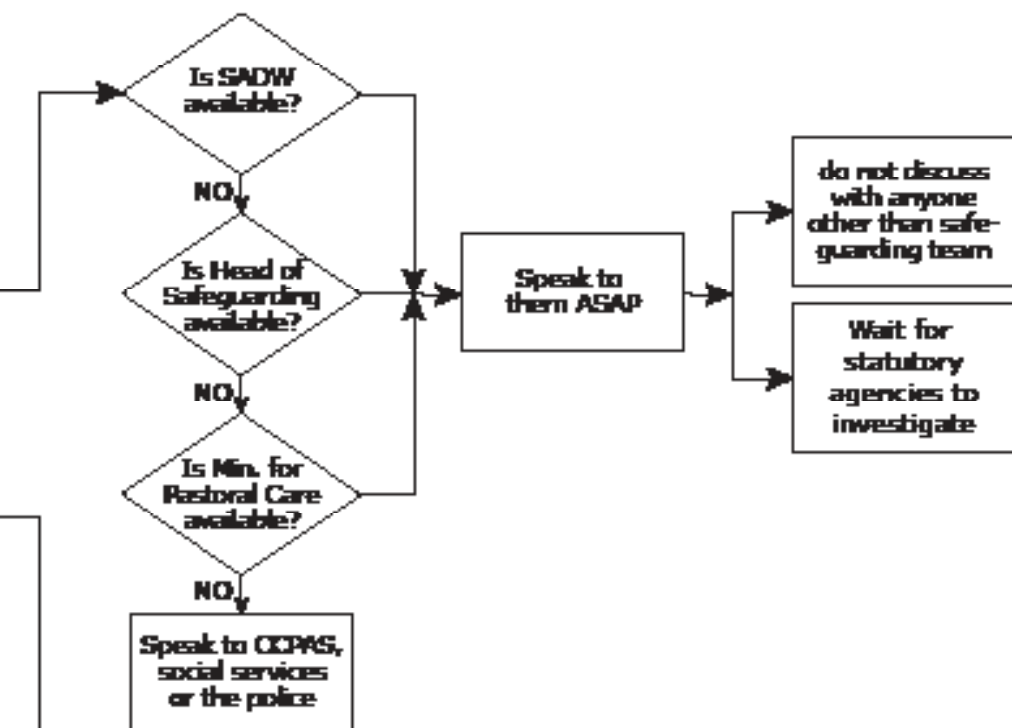 Is SADW
available?
NO
Is Head of
Safeguarding
available?
NO
Is Min. for
Pastoral Care
available?
NO
Speak to CCPAS,
social services
or the police
Speak to
them ASAP
do not discuss
with anyone
other than safe-
guarding team
Wait for
statutory
agencies to
investigate